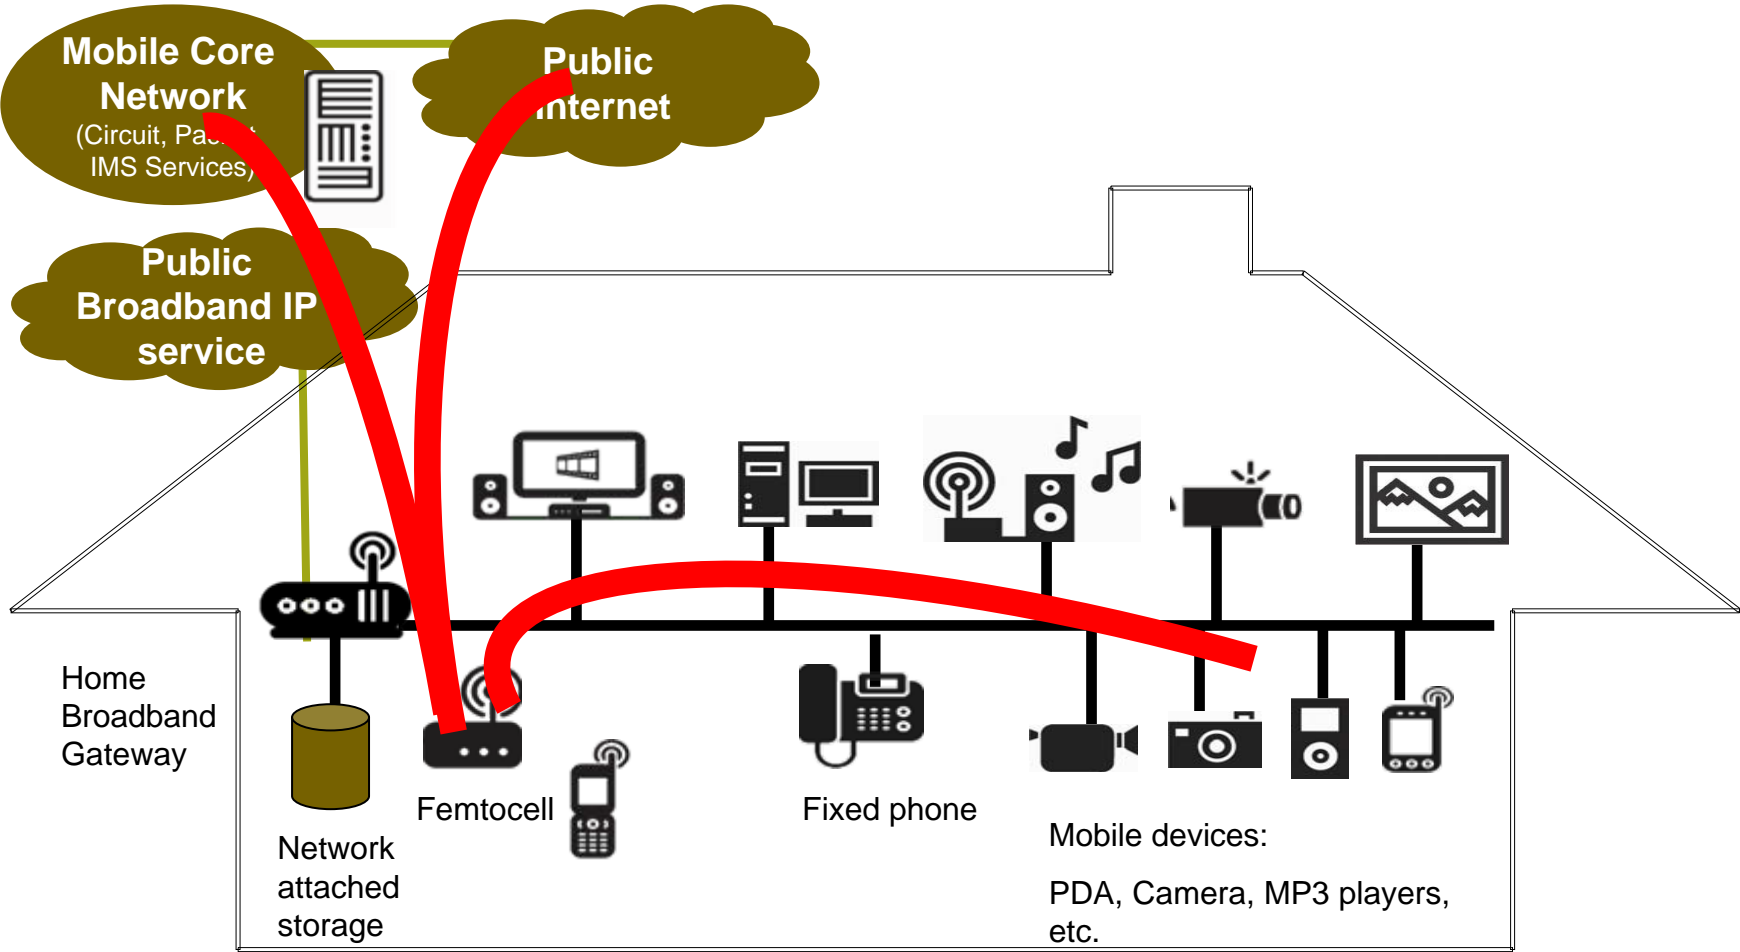 Mobile Core
Network
(Circuit,
IMS Services)
Public
Internet
Public
Broadband IP
service
Home
Broadband
Gateway
Network
attached
storage
Femtocell
Fixed phone
Mobile devices:
PDA, Camera, MP3 players,
etc.